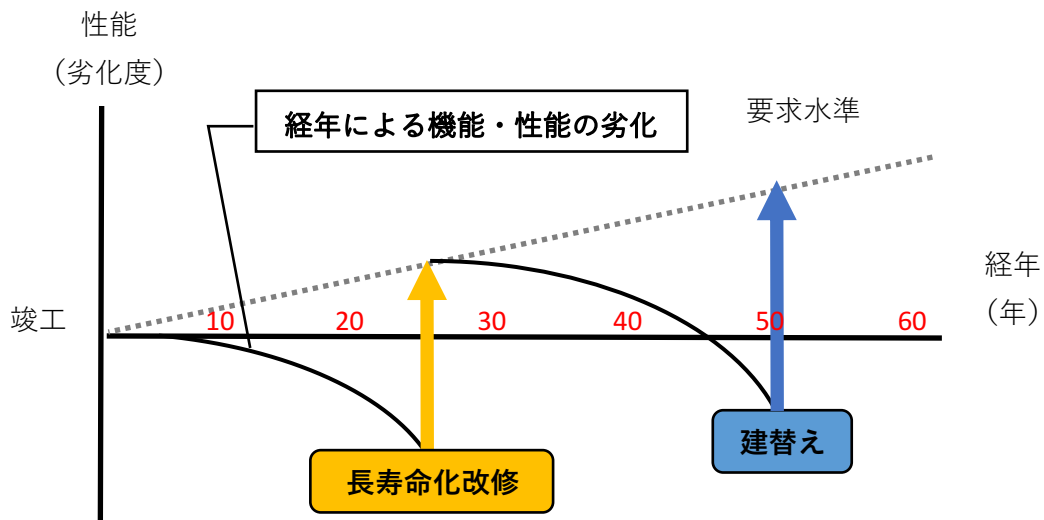 性能
（劣化度）
経年による機能・性能の劣化
要求水準
経年
（年）
竣工
10
20
30
40
50
60
長寿命化改修
建替え